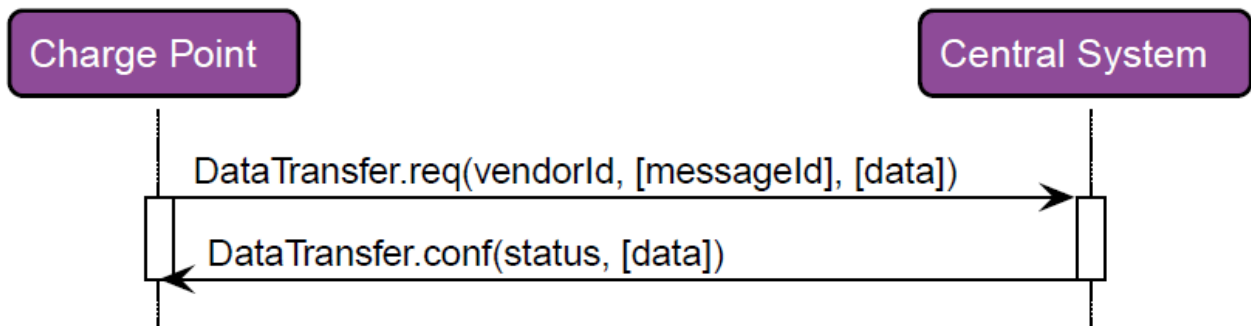 Charge Point
Central System
DataTransfer.req(vendorId, [messageId], [data])
DataTransfer.conf(status, [data])